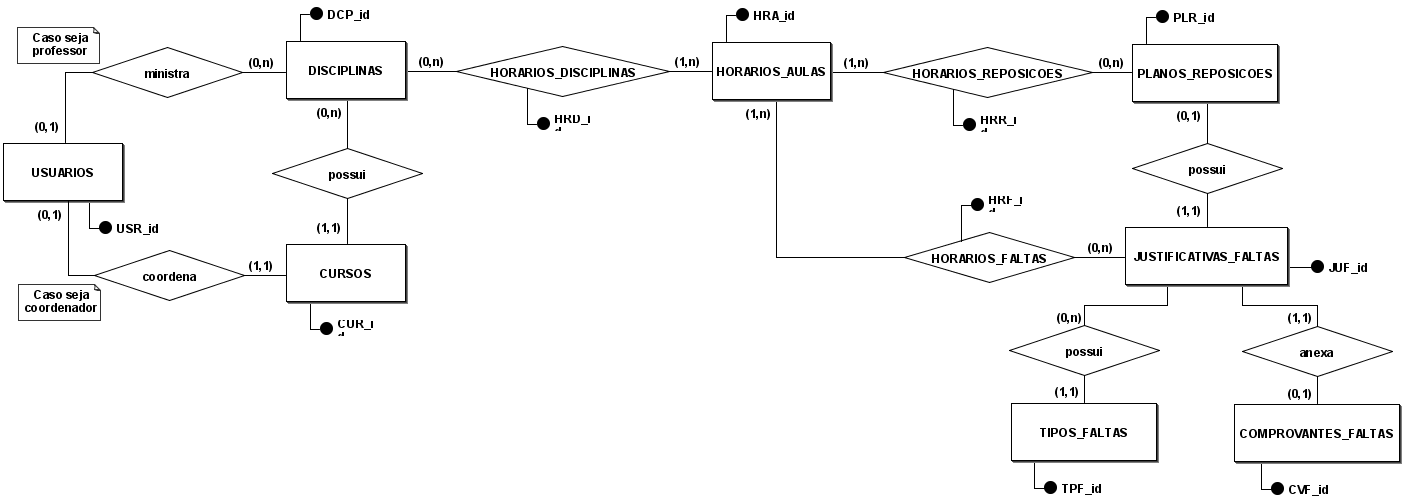 DCP_id
HRA_id
PLR_id
Caso seja
professor
ministra
(0,n)
DISCIPLINAS
(0,n)
HORARIOS_DISCIPLINAS
(1,n)
HORARIOS_AULAS
(1,n)
HORARIOS_REPOSICOES
(0,n)
PLANOS_REPOSICOES
(0,n)
(1,n)
(0,1)
HRD_i
d
HRR_i
d
(0,1)
USUARIOS
possui
possui
(0,1)
USR_id
(1,1)
HRF_i
d
(1,1)
coordena
(1,1)
CURSOS
HORARIOS_FALTAS
(0,n)
JUSTIFICATIVAS_FALTAS
JUF_id
Caso seja
coordenador
CUR_i
d
(0,n)
(1,1)
possui
anexa
(1,1)
(0,1)
TIPOS_FALTAS
COMPROVANTES_FALTAS
TPF_id
CVF_id